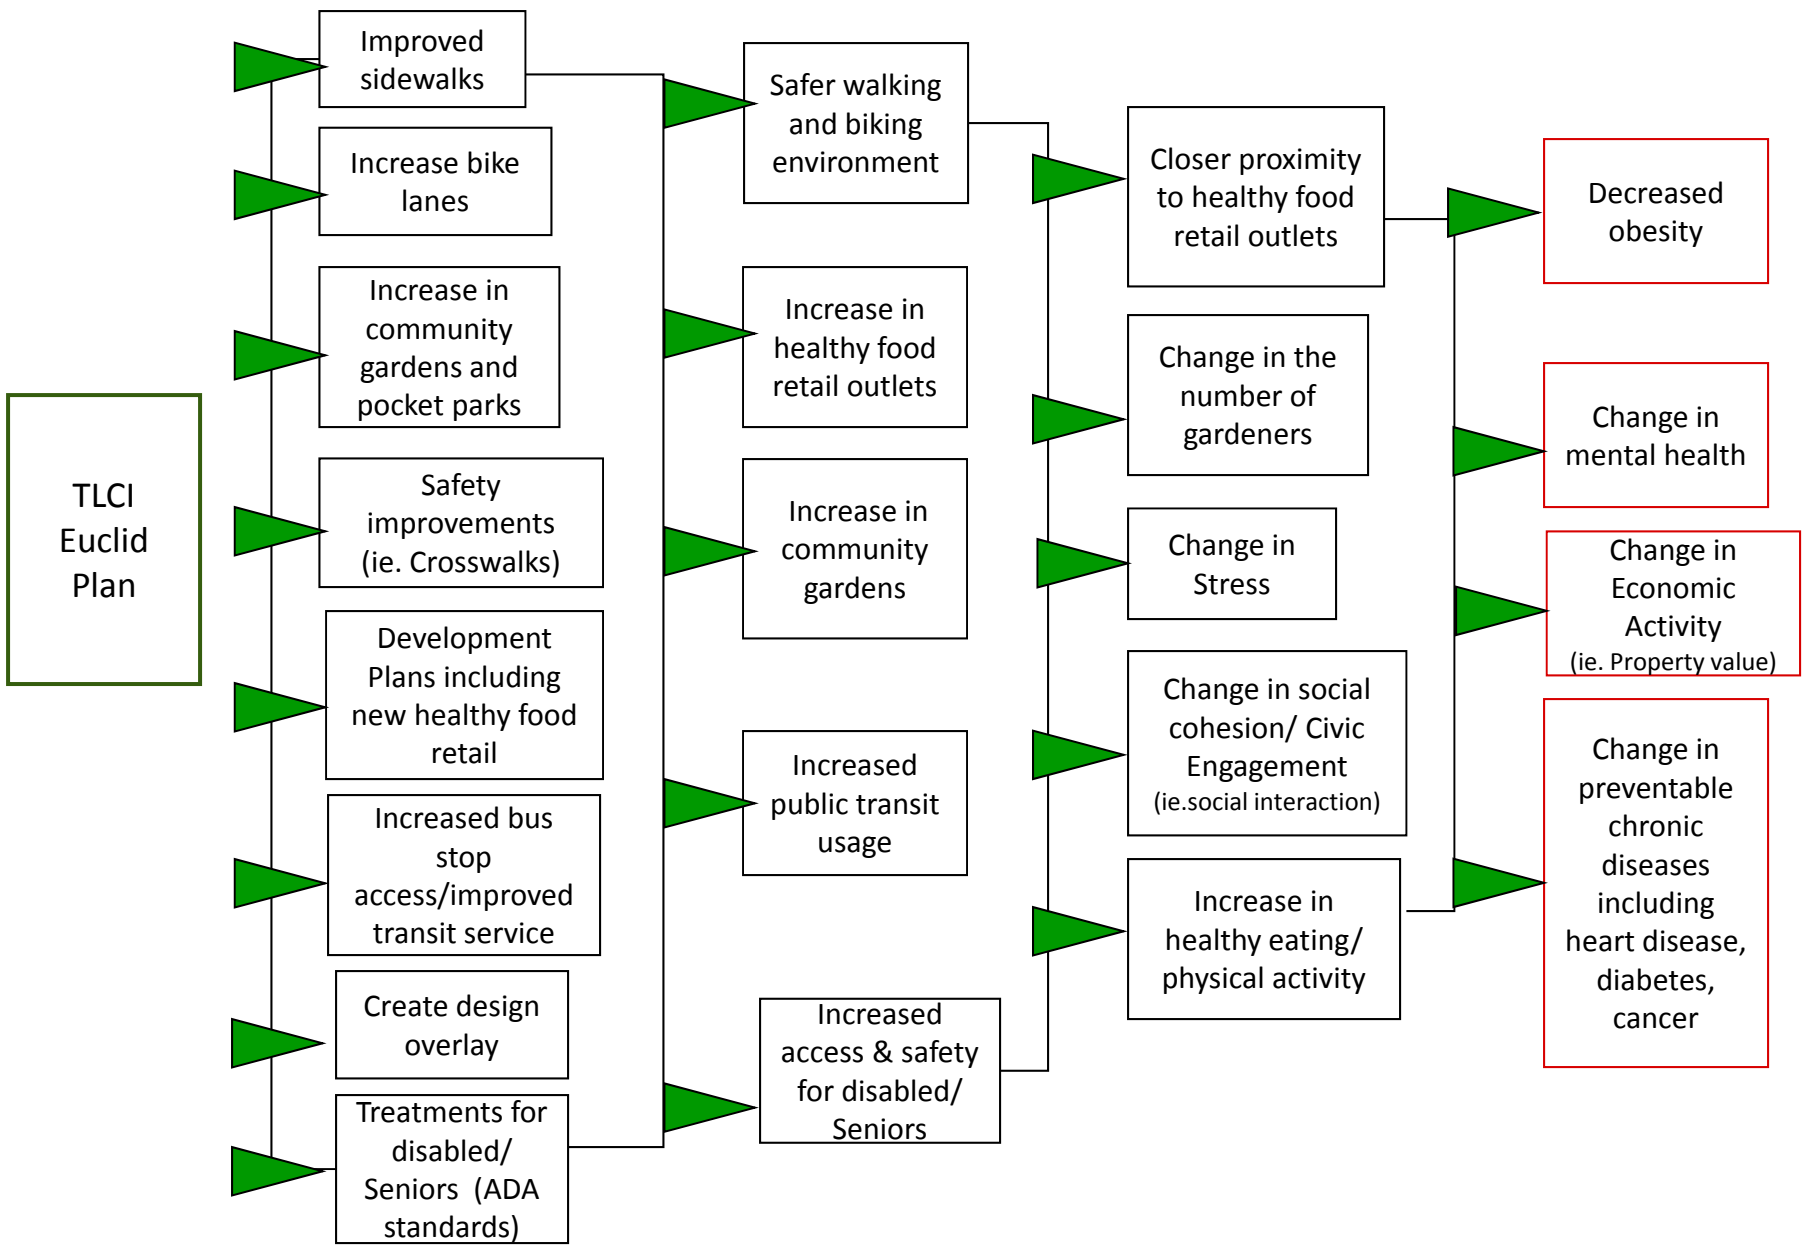 TLCI
Euclid
Plan
Improved
sidewalks
Increase bike
lanes
Increase in
community
gardens and
pocket parks
Safety
improvements
(ie. Crosswalks)
Development
Plans including
new healthy food
retail
Increased bus
stop
access/improved
transit service
Create design
overlay
Treatments for
disabled/
Seniors (ADA
standards)
Safer walking
and biking
environment
Increase in
healthy food
retail outlets
Increase in
community
gardens
Increased
public transit
usage
Increased
access & safety
for disabled/
Seniors
Closer proximity
to healthy food
retail outlets
Change in the
number of
gardeners
Change in
Stress
Change in social
cohesion/ Civic
Engagement
(ie.social interaction)
Increase in
healthy eating/
physical activity
Decreased
obesity
Change in
mental health
Change in
Economic
Activity
(ie. Property value)
Change in
preventable
chronic
diseases
including
heart disease,
diabetes,
cancer